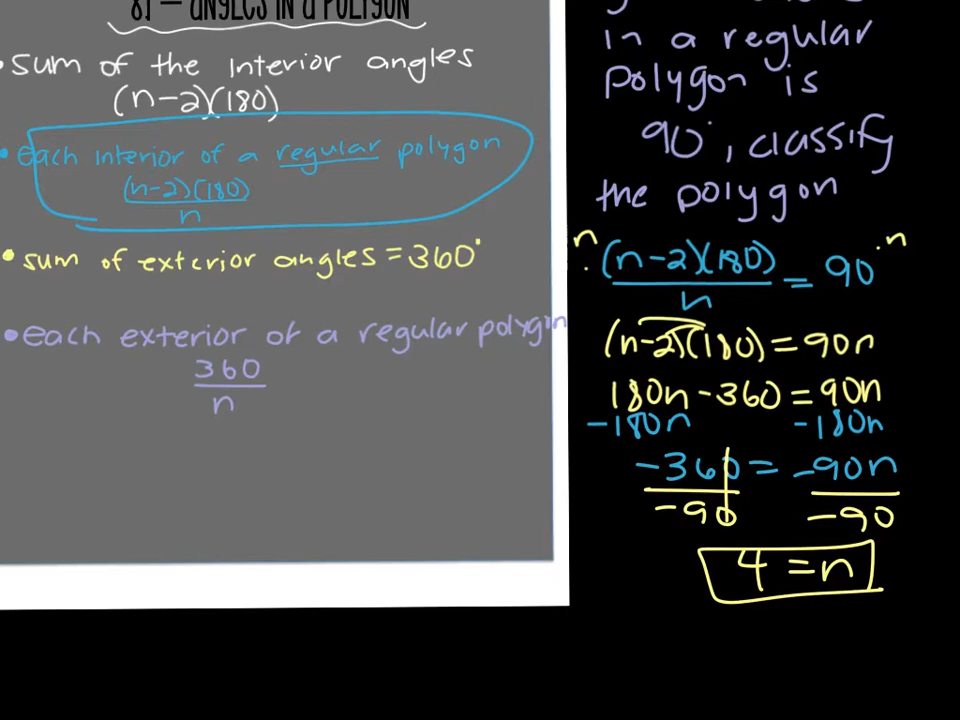 81 - ANGLES IN A POLYGON
• sum of the interior angles
(n-2)(180)
• each interior of a regular polygon
(n-2)(180)
n
• sum of exterior angles = 360°
• each exterior of a regular polygon
360
n
in a regular
polygon is
90°, classify
the polygon
n · (n-2)(180) = 90 · n
n
(n-2)(180) = 90n
180n - 360 = 90n
-180n -180n
-360 = -90n
-90 -90
4 = n